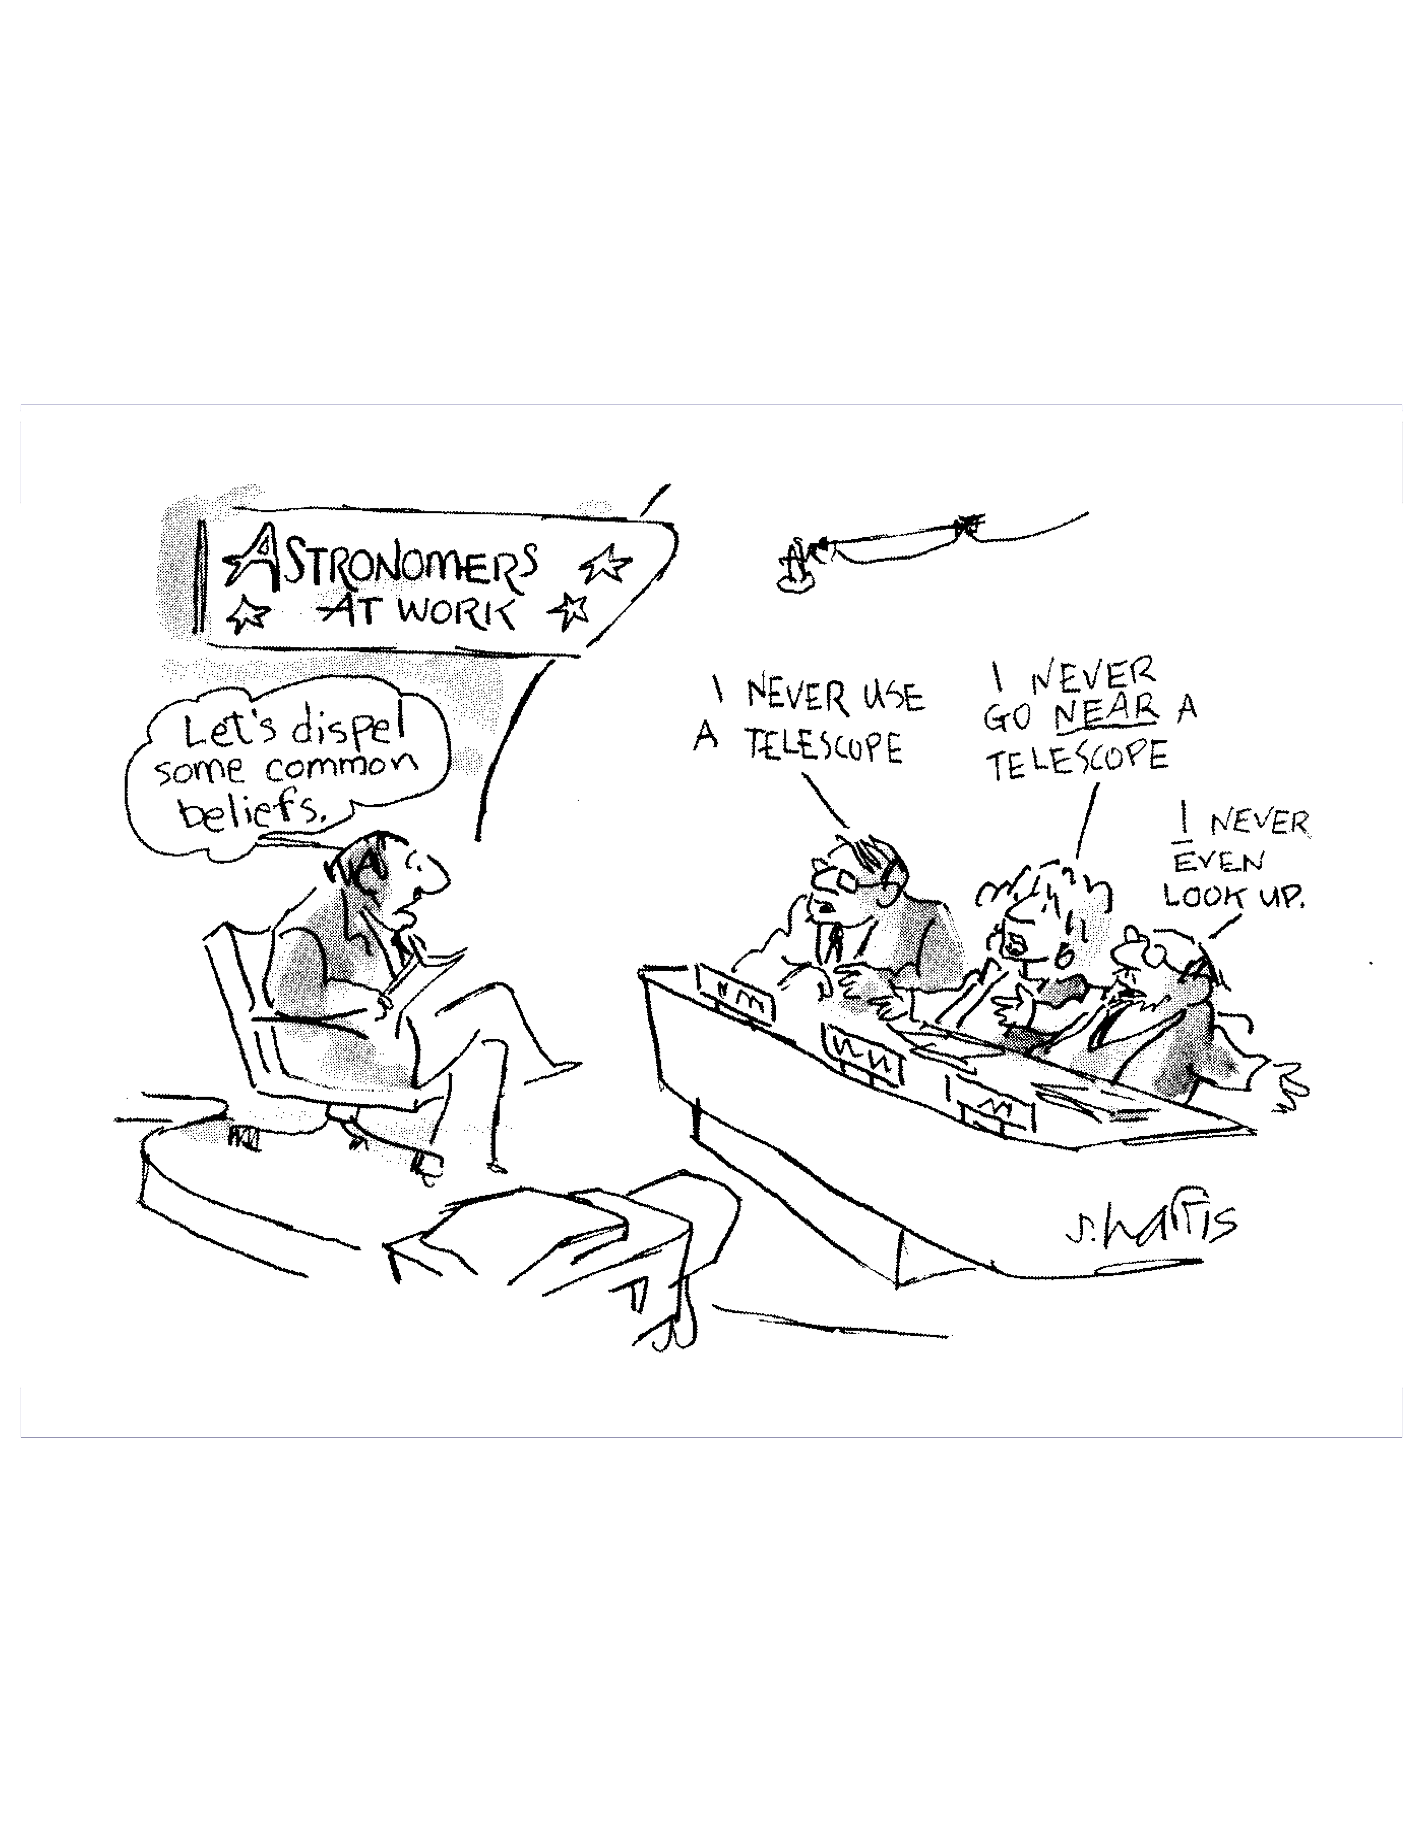 ASTRONOMERS
AT WORK
Let's dispel
some common
beliefs.
I NEVER USE
A TELESCOPE
I NEVER
GO NEAR A
TELESCOPE
I NEVER
EVEN
LOOK UP.
S. Harris